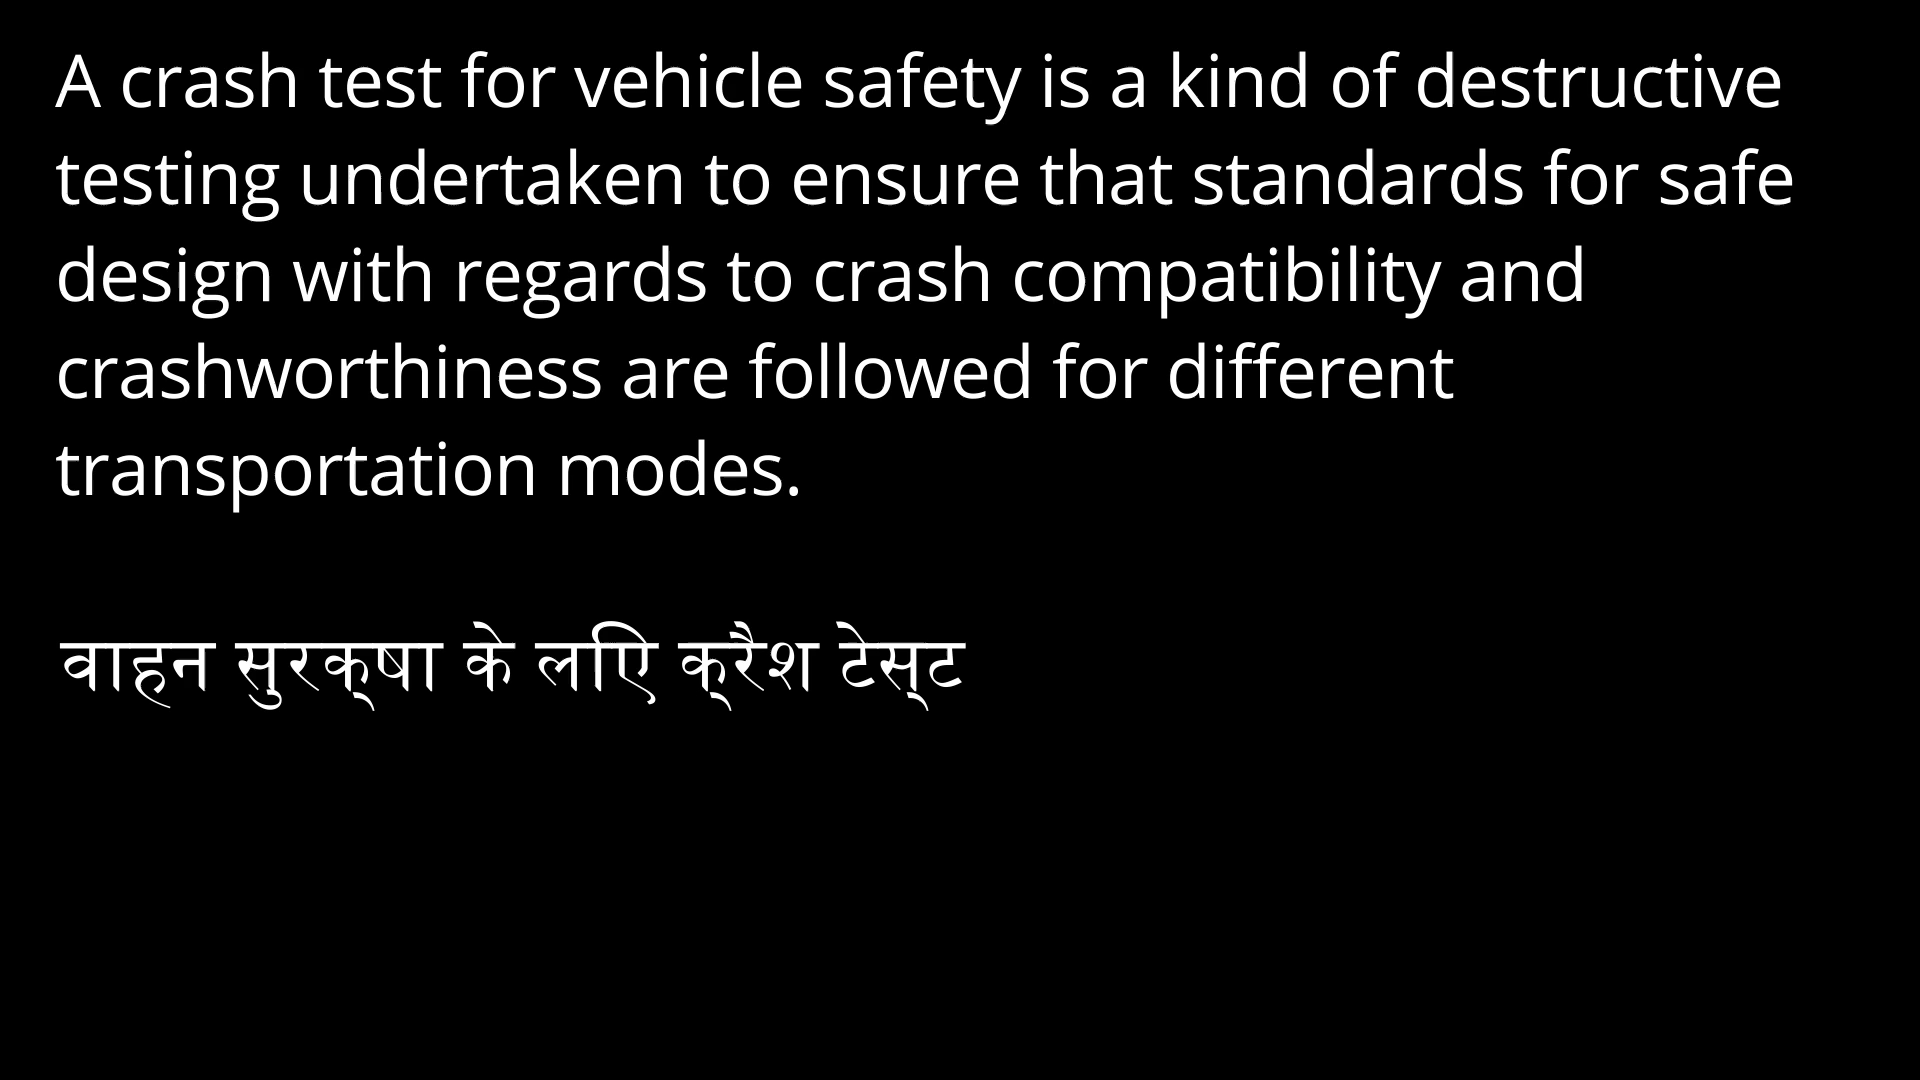 A crash test for vehicle safety is a kind of destructive
testing undertaken to ensure that standards for safe
design with regards to crash compatibility and
crashworthiness are followed for different
transportation modes.
वाहन सुरक्षा के लिए क्रैश टेस्ट